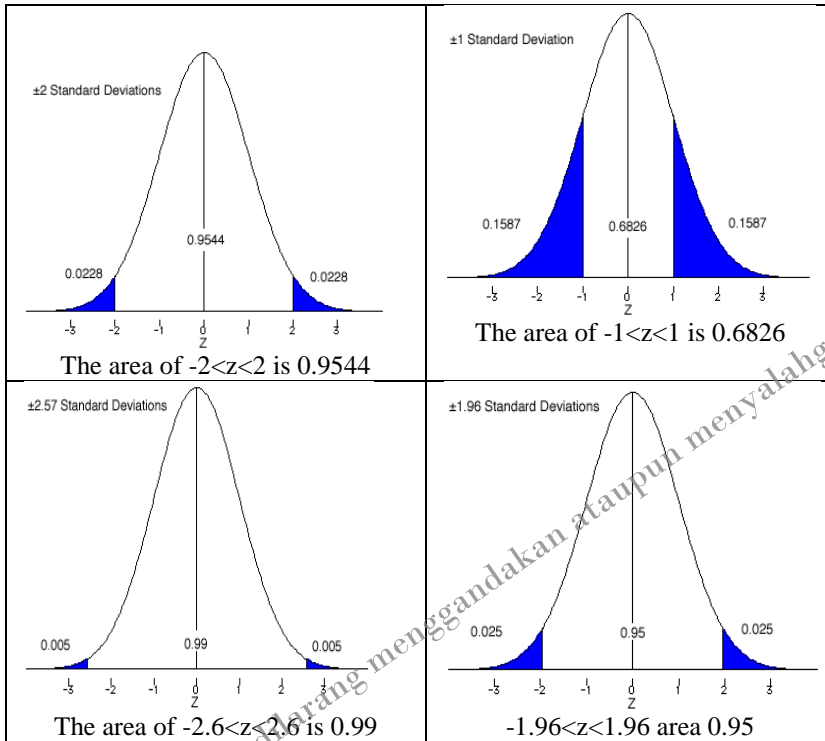 ±2 Standard Deviations
0.9544
0.0228
0.0228
-3 -2 -1 0 1 2 3
Z
The area of -2<z<2 is 0.9544
±1 Standard Deviation
0.1587
0.6826
0.1587
-3 -2 -1 0 1 2 3
Z
The area of -1<z<1 is 0.6826
±2.57 Standard Deviations
0.005
0.99
0.005
-3 -2 -1 0 1 2 3
Z
The area of -2.6<z<2.6 is 0.99
±1.96 Standard Deviations
0.025
0.95
0.025
-3 -2 -1 0 1 2 3
Z
-1.96<z<1.96 area 0.95
dilarang menggandakan ataupun menyalahg